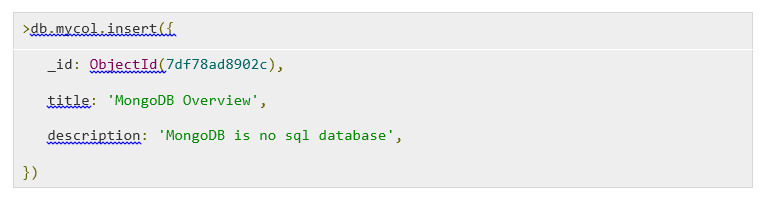 >db.mycol.insert({
_id: ObjectId(7df78ad8902c),
title: 'MongoDB Overview',
description: 'MongoDB is no sql database',
})